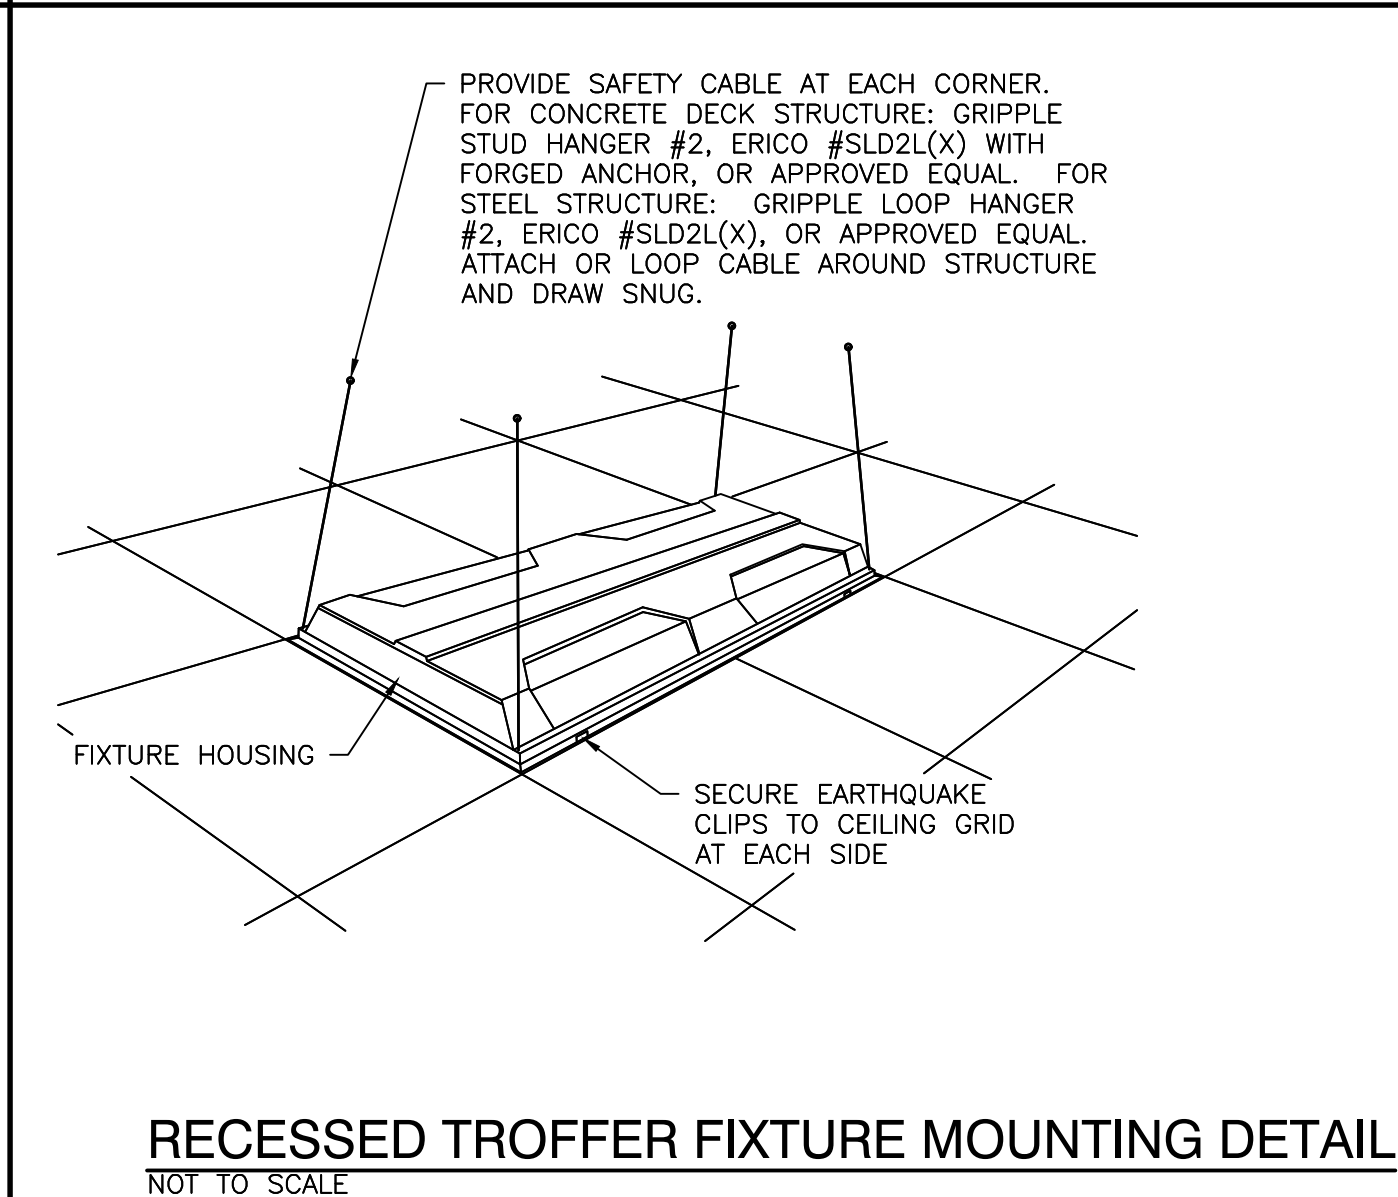 PROVIDE SAFETY CABLE AT EACH CORNER.
FOR CONCRETE DECK STRUCTURE: GRIPPLE
STUD HANGER #2, ERICO #SLD2L(X) WITH
FORGED ANCHOR, OR APPROVED EQUAL. FOR
STEEL STRUCTURE: GRIPPLE LOOP HANGER
#2, ERICO #SLD2L(X), OR APPROVED EQUAL.
ATTACH OR LOOP CABLE AROUND STRUCTURE
AND DRAW SNUG.
FIXTURE HOUSING
SECURE EARTHQUAKE
CLIPS TO CEILING GRID
AT EACH SIDE
RECESSED TROFFER FIXTURE MOUNTING DETAIL
NOT TO SCALE